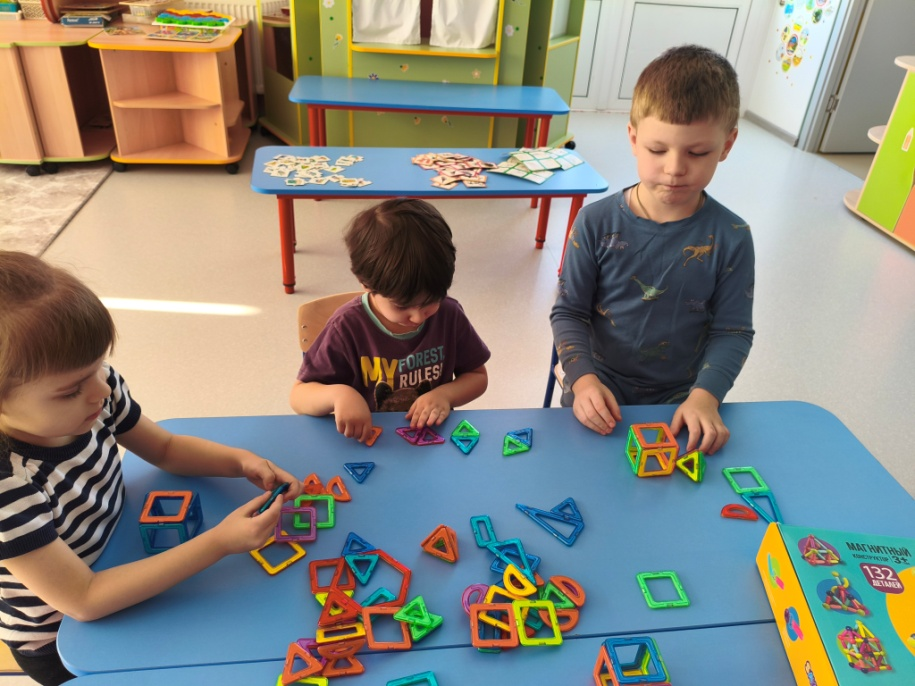 MY FOREST
RULES!
МАГНИТНЫЙ
КОНСТРУКТОР 3+
132
ДЕТАЛЕЙ